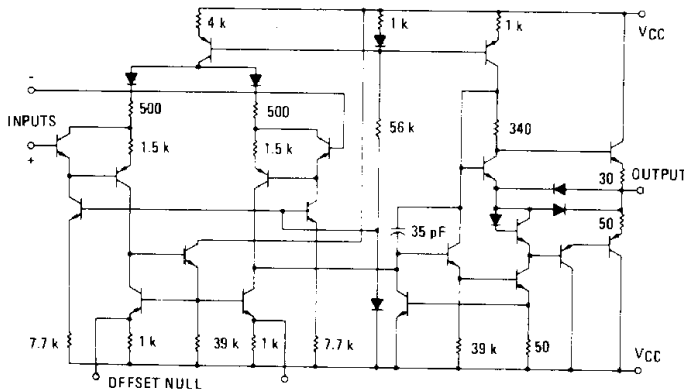 4 k
1 k
1 k
VCC
-
500
500
56 k
340
INPUTS
1.5 k
1.5 k
+
30
OUTPUT
50
35 pF
7.7 k
1 k
39 k
1 k
7.7 k
39 k
50
VCC
OFFSET NULL